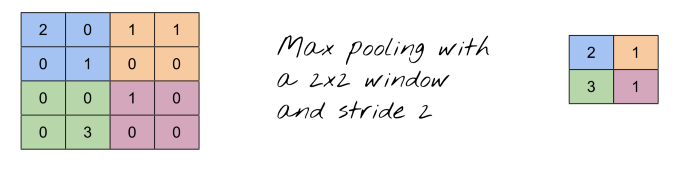 2 0 1 1
0 1 0 0
0 0 1 0
0 3 0 0
Max pooling with
a 2x2 window
and stride 2
2 1
3 1